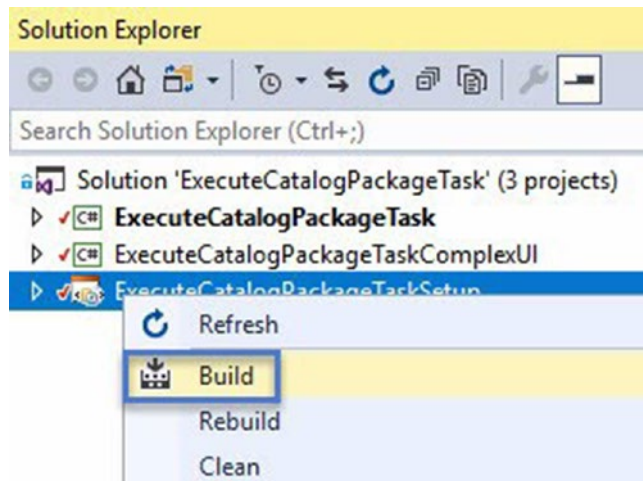 Solution Explorer
Search Solution Explorer (Ctrl+;)
Solution 'ExecuteCatalogPackageTask' (3 projects)
C# ExecuteCatalogPackageTask
C# ExecuteCatalogPackageTaskComplexUI
ExecuteCatalogPackageTaskSetup
Refresh
Build
Rebuild
Clean